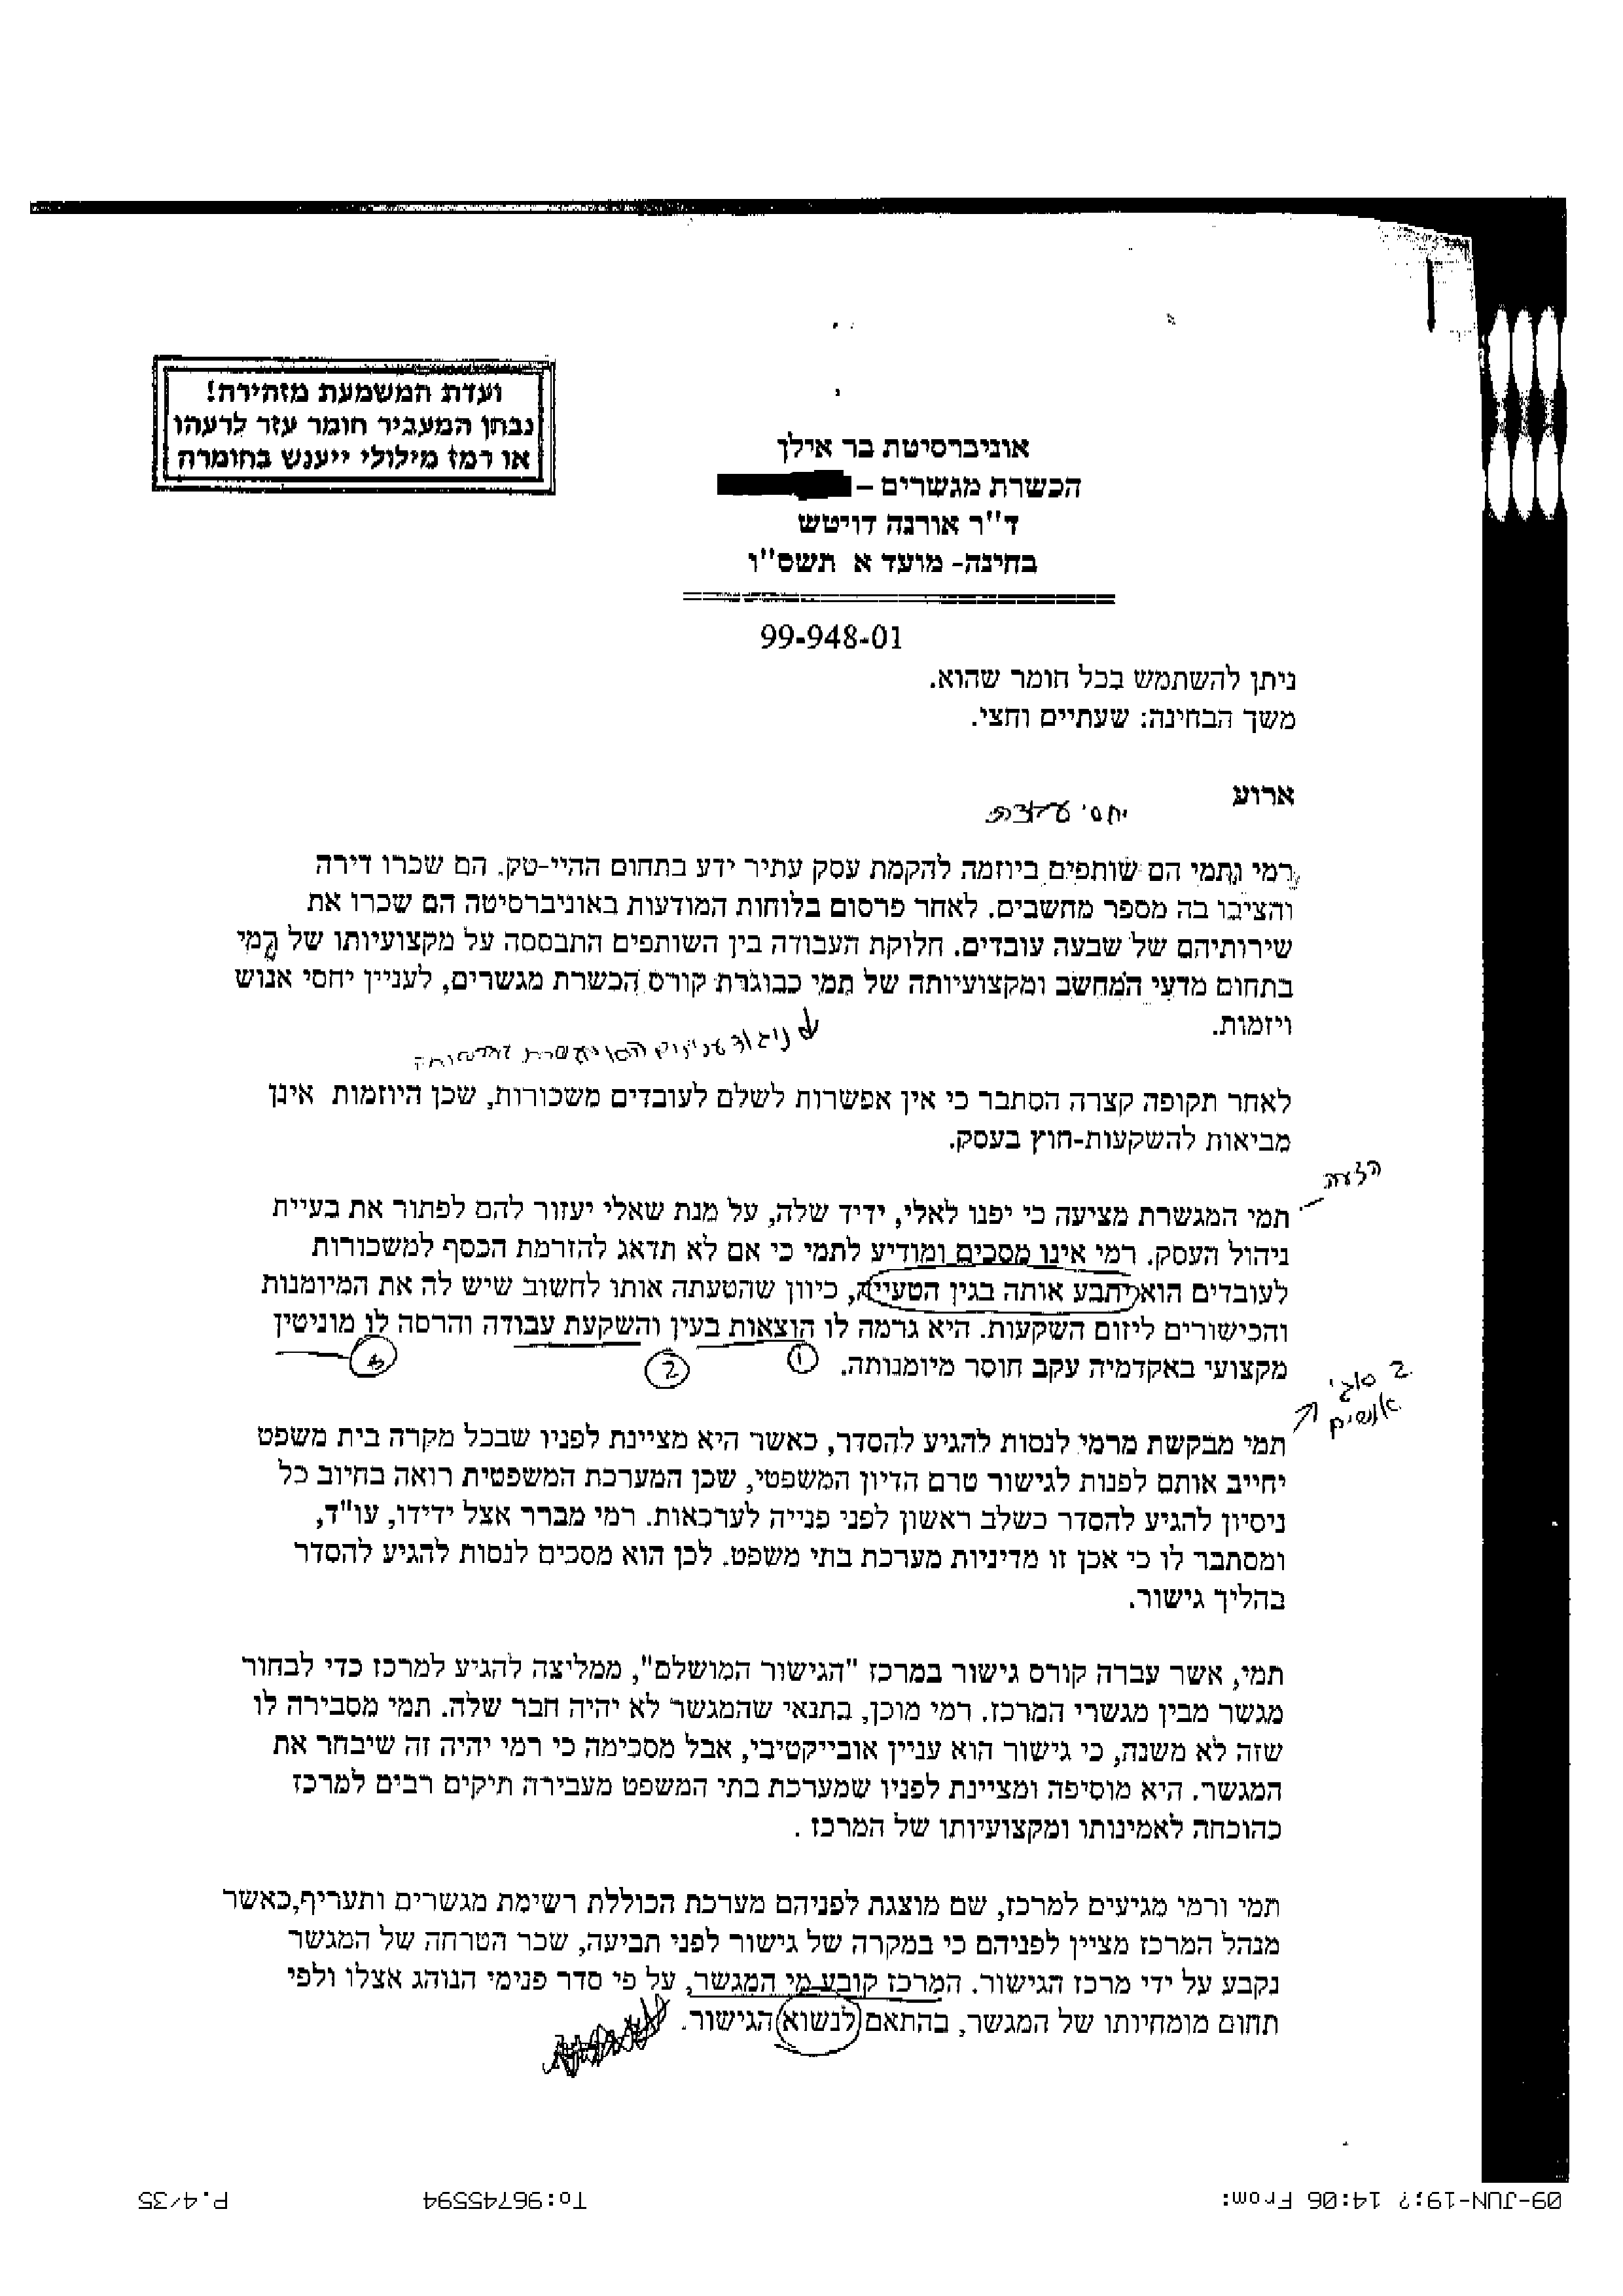 ועדת המשמעת מזהירה!
נבחן המעביר חומר עזר לרעהו
או רמז מילולי ייענש בחומרה
אוניברסיטת בר אילן
הכשרת מגשרים –
ד"ר אורנה דויטש
בחינה- מועד א תשס"ו
99-948-01
ניתן להשתמש בכל חומר שהוא.
משך הבחינה: שעתיים וחצי.
ארוע
יחסי עבודה
רמי ותמי הם שותפים ביוזמה להקמת עסק עתיר ידע בתחום ההיי-טק. הם שכרו דירה
והציבו בה מספר מחשבים. לאחר פרסום בלוחות המודעות באוניברסיטה הם שכרו את
שירותיהם של שבעה עובדים. חלוקת העבודה בין השותפים התבססה על מקצועיותו של רמי
בתחום מדעי המחשב ומקצועיותה של תמי כבוגרת קורס הכשרת מגשרים, לעניין יחסי אנוש
ויזמות.
ניגוד עניינים
לאחר תקופה קצרה הסתבר כי אין אפשרות לשלם לעובדים משכורות, שכן היוזמות אינן
מביאות להשקעות-חוץ בעסק.
הצעה
תמי המגשרת מציעה כי יפנו לאלי, ידיד שלה, על מנת שאלי יעזור להם לפתור את בעיית
ניהול העסק. רמי אינו מסכים ומודיע לתמי כי אם לא תדאג להזרמת הכסף למשכורות
לעובדים הוא יתבע אותה בגין הטעייה, כיוון שהטעתה אותו לחשוב שיש לה את המיומנות
והכישורים ליזום השקעות. היא גרמה לו הוצאות בעין והשקעת עבודה והרסה לו מוניטין
מקצועי באקדמיה עקב חוסר מיומנותה.
1
2
3
2 סוגי
אנשים
תמי מבקשת מרמי לנסות להגיע להסדר, כאשר היא מציינת לפניו שבכל מקרה בית משפט
יחייב אותם לפנות לגישור טרם הדיון המשפטי, שכן המערכת המשפטית רואה בחיוב כל
ניסיון להגיע להסדר כשלב ראשון לפני פנייה לערכאות. רמי מברר אצל ידידו, עו"ד,
ומסתבר לו כי אכן זו מדיניות מערכת בתי משפט. לכן הוא מסכים לנסות להגיע להסדר
בהליך גישור.
תמי, אשר עברה קורס גישור במרכז "הגישור המושלם", ממליצה להגיע למרכז כדי לבחור
מגשר מבין מגשרי המרכז. רמי מוכן, בתנאי שהמגשר לא יהיה חבר שלה. תמי מסבירה לו
שזה לא משנה, כי גישור הוא עניין אובייקטיבי, אבל מסכימה כי רמי יהיה זה שיבחר את
המגשר. היא מוסיפה ומציינת לפניו שמערכת בתי המשפט מעבירה תיקים רבים למרכז
כהוכחה לאמינותו ומקצועיותו של המרכז .
תמי ורמי מגיעים למרכז, שם מוצגת לפניהם מערכת הכוללת רשימת מגשרים ותעריף,כאשר
מנהל המרכז מציין לפניהם כי במקרה של גישור לפני תביעה, שכר הטרחה של המגשר
נקבע על ידי מרכז הגישור. המרכז קובע מי המגשר, על פי סדר פנימי הנוהג אצלו ולפי
תחום מומחיותו של המגשר, בהתאם לנשוא הגישור.
09-JUN-19;? 14:06 From:
To:96745594
P.4/35